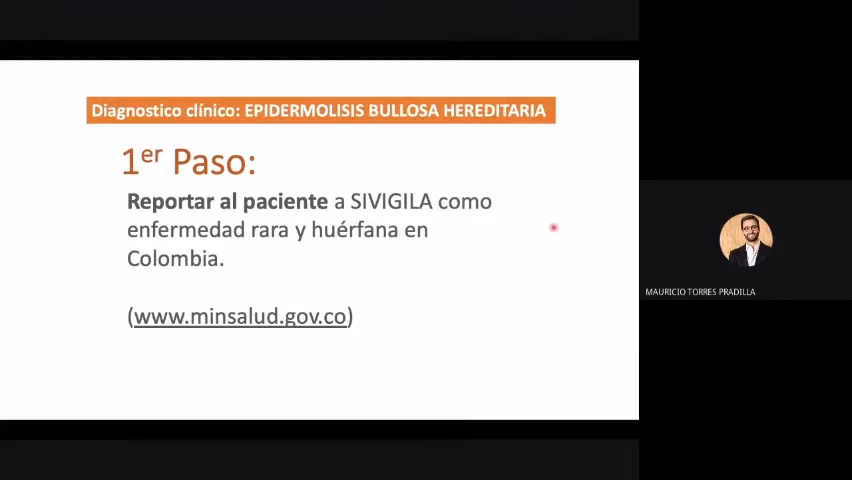 Diagnostico clínico: EPIDERMOLISIS BULLOSA HEREDITARIA
1er Paso:
Reportar al paciente a SIVIGILA como
enfermedad rara y huérfana en
Colombia.
(www.minsalud.gov.co)
MAURICIO TORRES PRADILLA